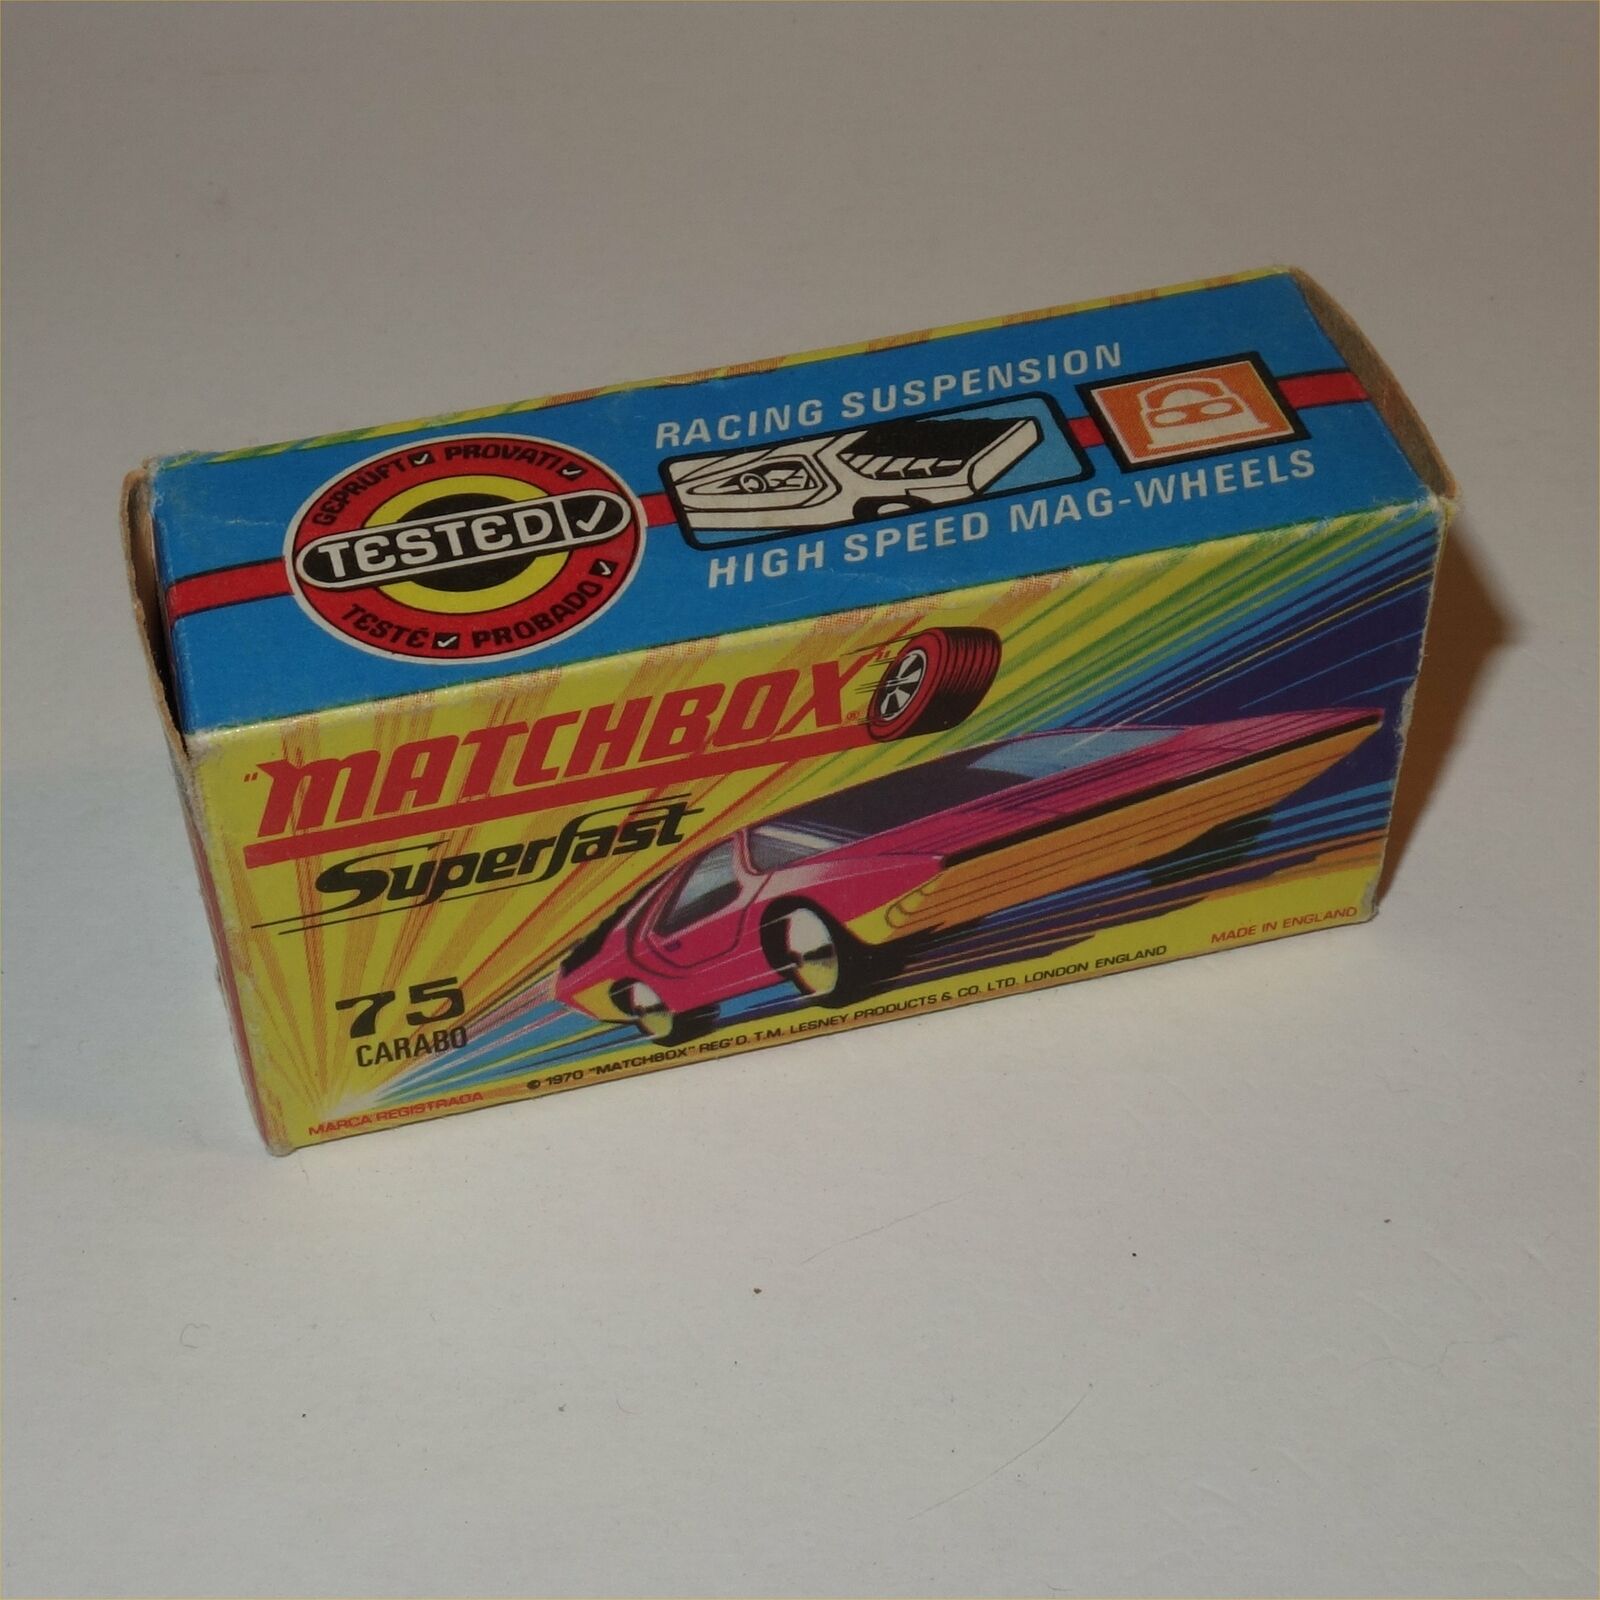 RACING SUSPENSION
GEPRÜFT PROVATI
TESTED
TESTÉ PROBADO
HIGH SPEED MAG-WHEELS
"MATCHBOX"®
Superfast
75
CARABO
MARCA REGISTRADA
© 1970 "MATCHBOX" REG'D. T.M. LESNEY PRODUCTS & CO. LTD. LONDON ENGLAND
MADE IN ENGLAND